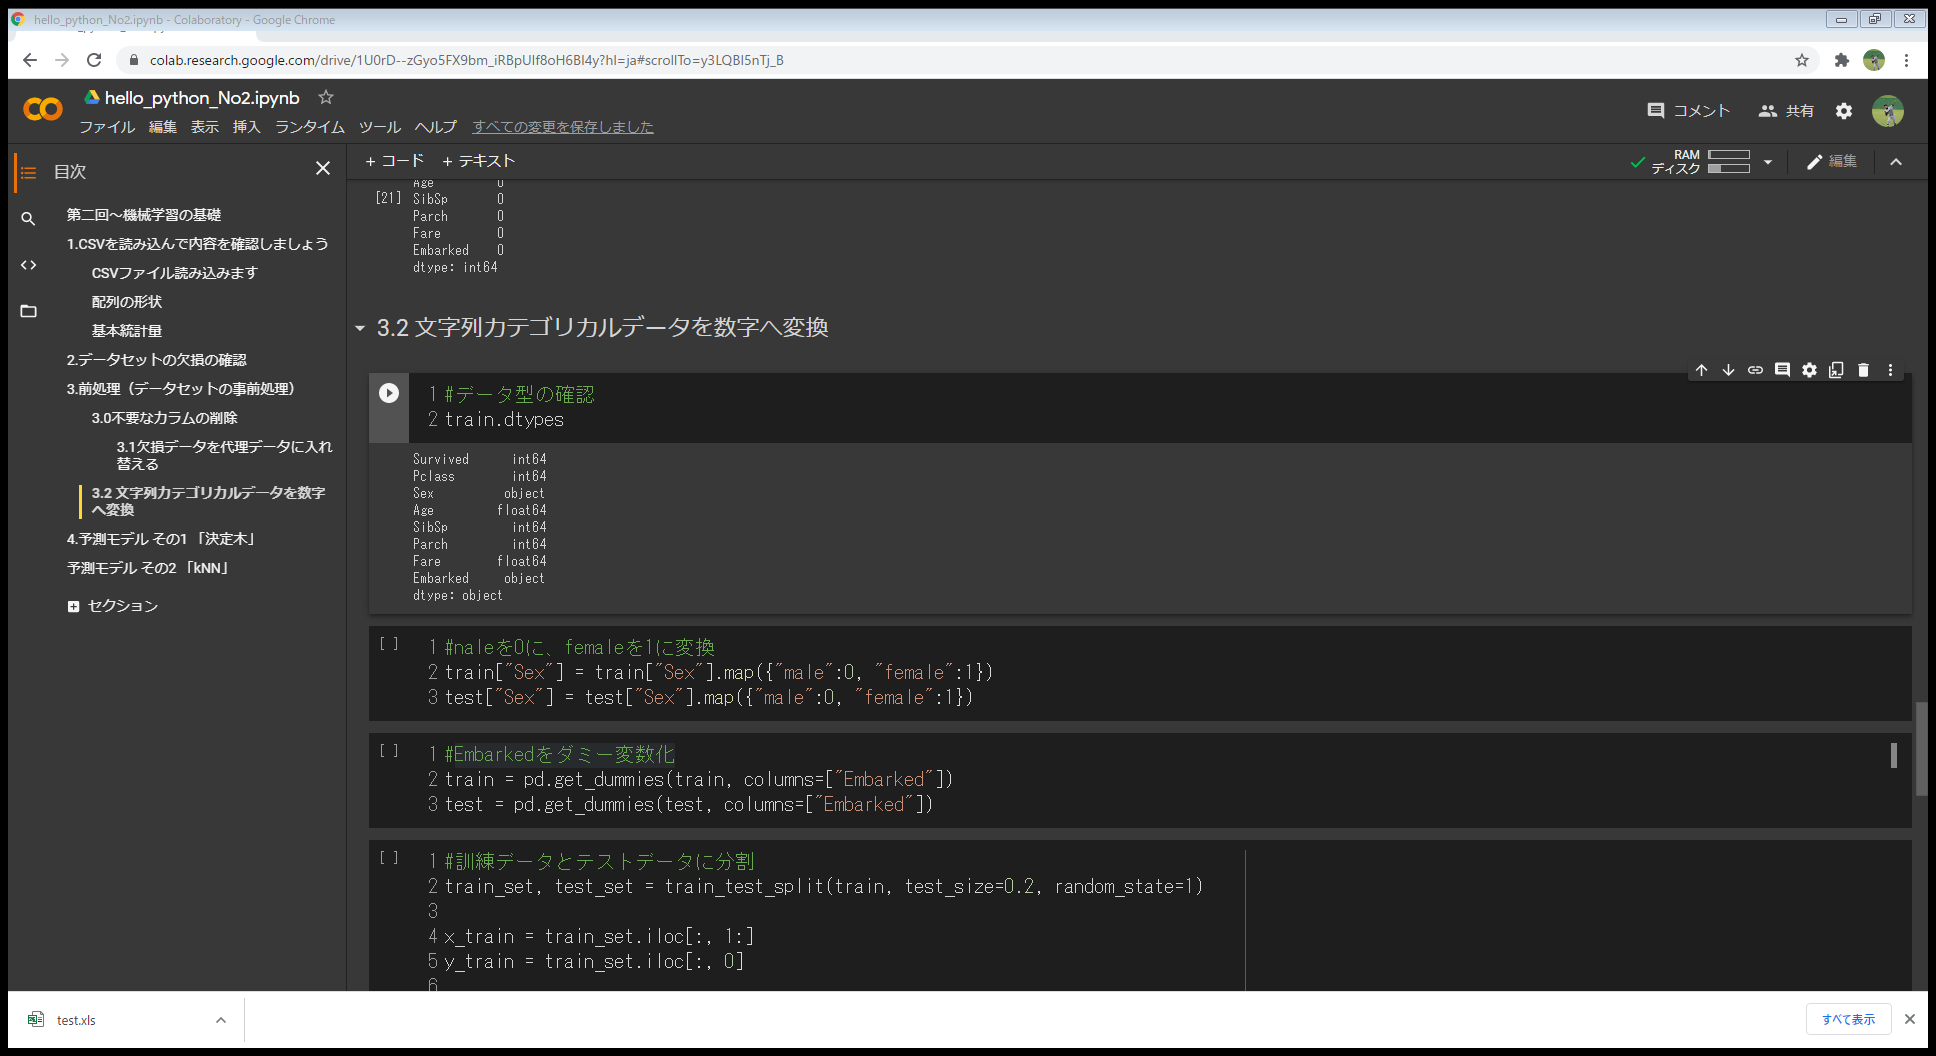 hello_python_No2.ipynb - Colaboratory - Google Chrome
colab.research.google.com/drive/1U0rD--zGyo5FX9bm_iRBpUIf8oH6Bl4y?hl=ja#scrollTo=y3LQBI5nTj_B
hello_python_No2.ipynb
コメント
共有
ファイル 編集 表示 挿入 ランタイム ツール ヘルプ すべての変更を保存しました
目次
第二回～機械学習の基礎
1.CSVを読み込んで内容を確認しましょう
CSVファイル読み込みます
配列の形状
基本統計量
2.データセットの欠損の確認
3.前処理（データセットの事前処理）
3.0不要なカラムの削除
3.1欠損データを代理データに入れ
替える
3.2 文字列カテゴリカルデータを数字
へ変換
4.予測モデル その1 「決定木」
予測モデル その2 「kNN」
セクション
+ コード + テキスト
RAM
ディスク
編集
Age 0
[21] SibSp 0
Parch 0
Fare 0
Embarked 0
dtype: int64
3.2 文字列カテゴリカルデータを数字へ変換
1 #データ型の確認
2 train.dtypes
Survived int64
Pclass int64
Sex object
Age float64
SibSp int64
Parch int64
Fare float64
Embarked object
dtype: object
[ ] 1 #naleを0に、femaleを1に変換
2 train["Sex"] = train["Sex"].map({"male":0, "female":1})
3 test["Sex"] = test["Sex"].map({"male":0, "female":1})
[ ] 1 #Embarkedをダミー変数化
2 train = pd.get_dummies(train, columns=["Embarked"])
3 test = pd.get_dummies(test, columns=["Embarked"])
[ ] 1 #訓練データとテストデータに分割
2 train_set, test_set = train_test_split(train, test_size=0.2, random_state=1)
3
4 x_train = train_set.iloc[:, 1:]
5 y_train = train_set.iloc[:, 0]
6
test.xls
すべて表示